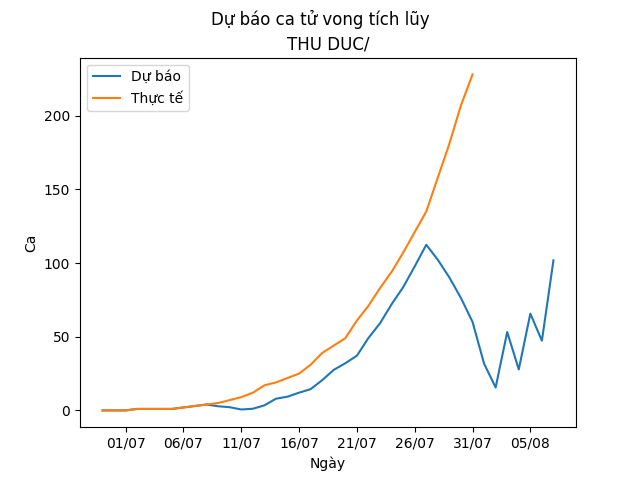 Dự báo ca tử vong tích lũy
THU DUC/
Dự báo
Thực tế
200
150
100
50
0
Ca
01/07 06/07 11/07 16/07 21/07 26/07 31/07 05/08
Ngày